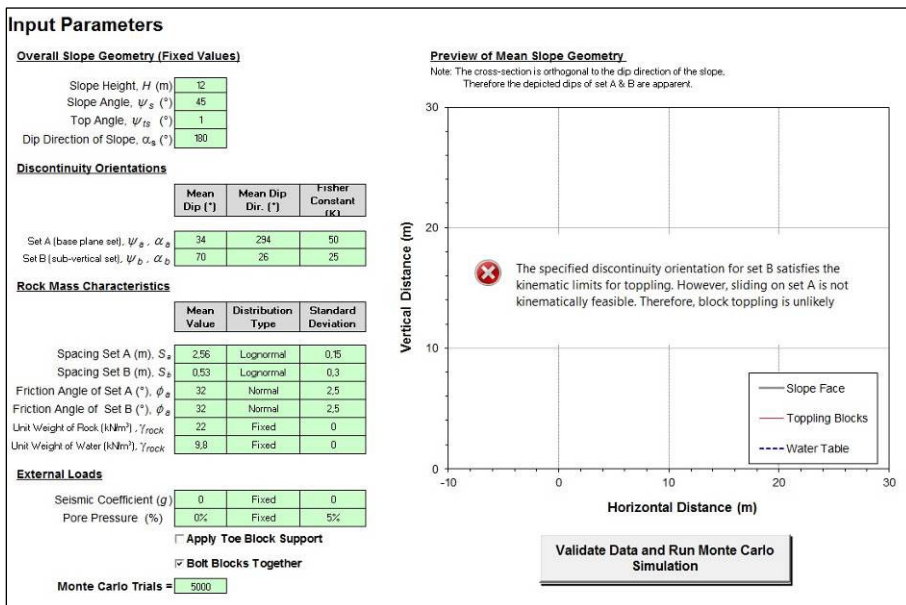 Input Parameters
Overall Slope Geometry (Fixed Values)
Slope Height, H (m) 12
Slope Angle, ψs (°) 45
Top Angle, ψts (°) 1
Dip Direction of Slope, αs (°) 180
Discontinuity Orientations
Mean Dip (°) Mean Dip Dir. (°) Fisher Constant (K)
Set A (base plane set), ψa , αa 34 294 50
Set B (sub-vertical set), ψb , αb 70 26 25
Rock Mass Characteristics
Mean Value Distribution Type Standard Deviation
Spacing Set A (m), Sa 2,56 Lognormal 0,15
Spacing Set B (m), Sb 0,53 Lognormal 0,3
Friction Angle of Set A (°), ϕa 32 Normal 2,5
Friction Angle of Set B (°), ϕa 32 Normal 2,5
Unit Weight of Rock (kN/m³) , γrock 22 Fixed 0
Unit Weight of Water (kN/m³) , γrock 9,8 Fixed 0
External Loads
Seismic Coefficient (g) 0 Fixed 0
Pore Pressure (%) 0% Fixed 5%
Apply Toe Block Support
Bolt Blocks Together
Monte Carlo Trials = 5000
Preview of Mean Slope Geometry
Note: The cross-section is orthogonal to the dip direction of the slope,
Therefore the depicted dips of set A & B are apparent.
30
20
10
0
Vertical Distance (m)
The specified discontinuity orientation for set B satisfies the
kinematic limits for toppling. However, sliding on set A is not
kinematically feasible. Therefore, block toppling is unlikely
Slope Face
Toppling Blocks
Water Table
-10 0 10 20 30
Horizontal Distance (m)
Validate Data and Run Monte Carlo
Simulation